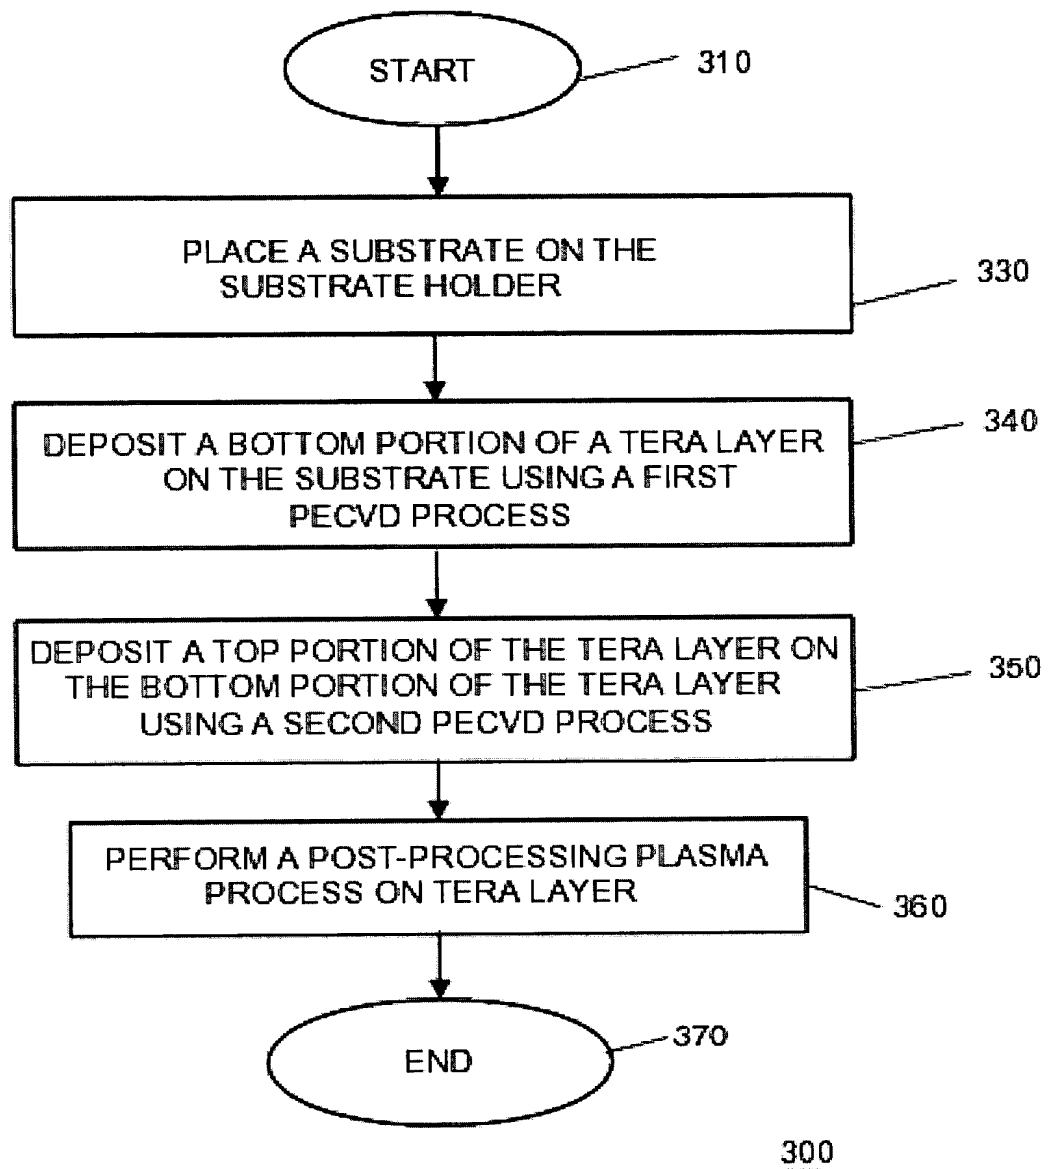 START
310
PLACE A SUBSTRATE ON THE
SUBSTRATE HOLDER
330
DEPOSIT A BOTTOM PORTION OF A TERA LAYER
ON THE SUBSTRATE USING A FIRST
PECVD PROCESS
340
DEPOSIT A TOP PORTION OF THE TERA LAYER ON
THE BOTTOM PORTION OF THE TERA LAYER
USING A SECOND PECVD PROCESS
350
PERFORM A POST-PROCESSING PLASMA
PROCESS ON TERA LAYER
360
END
370
300